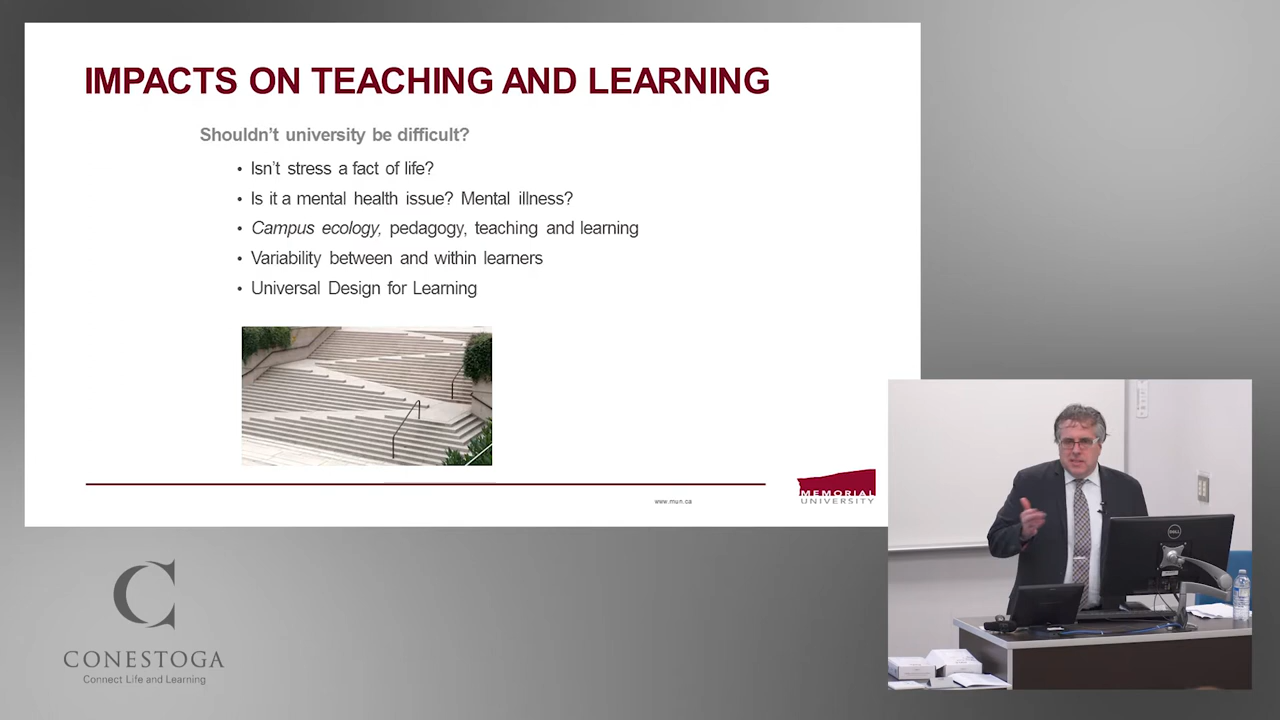 IMPACTS ON TEACHING AND LEARNING
Shouldn't university be difficult?
• Isn't stress a fact of life?
• Is it a mental health issue? Mental illness?
• Campus ecology, pedagogy, teaching and learning
• Variability between and within learners
• Universal Design for Learning
www.mun.ca
MEMORIAL
UNIVERSITY
DELL
C
CONESTOGA
Connect Life and Learning